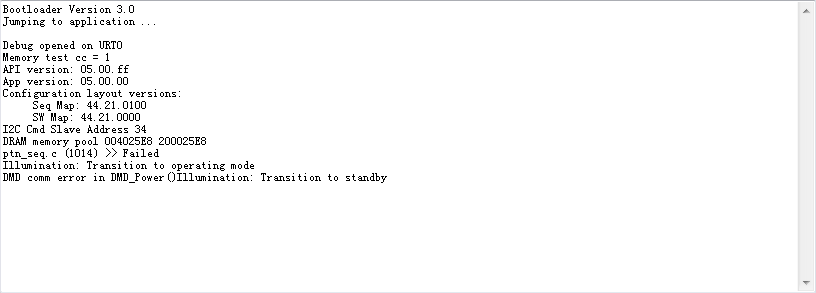 Bootloader Version 3.0
Jumping to application ...
Debug opened on URT0
Memory test cc = 1
API version: 05.00.ff
App version: 05.00.00
Configuration layout versions:
Seq Map: 44.21.0100
SW Map: 44.21.0000
I2C Cmd Slave Address 34
DRAM memory pool 004025E8 200025E8
ptn_seq.c (1014) >> Failed
Illumination: Transition to operating mode
DMD comm error in DMD_Power()Illumination: Transition to standby